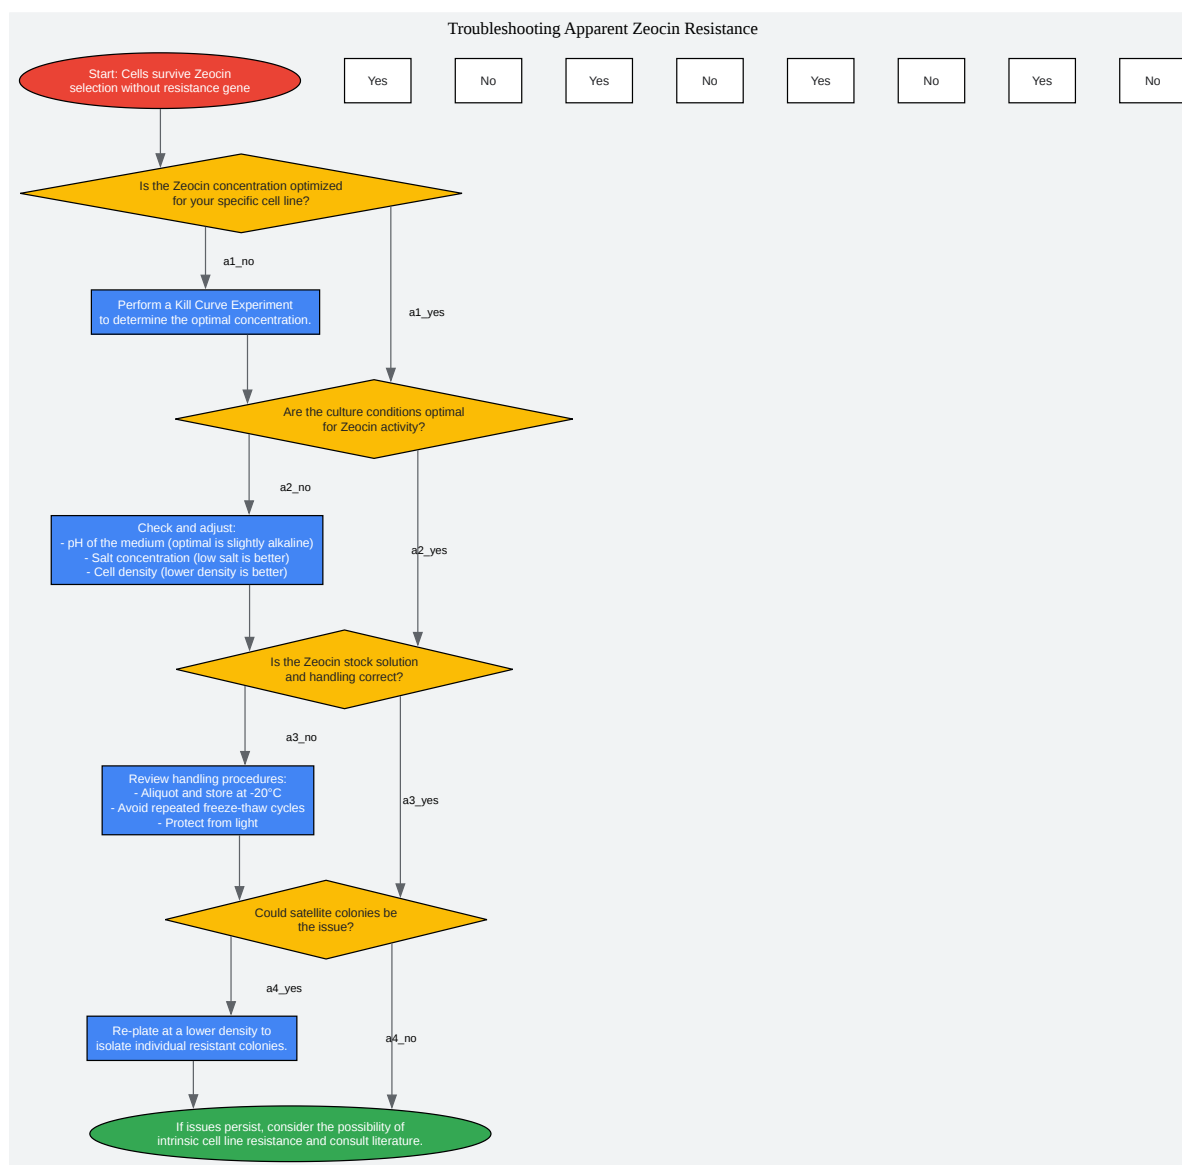 Troubleshooting Apparent Zeocin Resistance
Start: Cells survive Zeocin
selection without resistance gene
Yes
No
Yes
No
Yes
No
Yes
No
Is the Zeocin concentration optimized
for your specific cell line?
a1_no
a1_yes
Perform a Kill Curve Experiment
to determine the optimal concentration.
Are the culture conditions optimal
for Zeocin activity?
a2_no
a2_yes
Check and adjust:
- pH of the medium (optimal is slightly alkaline)
- Salt concentration (low salt is better)
- Cell density (lower density is better)
Is the Zeocin stock solution
and handling correct?
a3_no
a3_yes
Review handling procedures:
- Aliquot and store at -20°C
- Avoid repeated freeze-thaw cycles
- Protect from light
Could satellite colonies be
the issue?
a4_yes
a4_no
Re-plate at a lower density to
isolate individual resistant colonies.
If issues persist, consider the possibility of
intrinsic cell line resistance and consult literature.